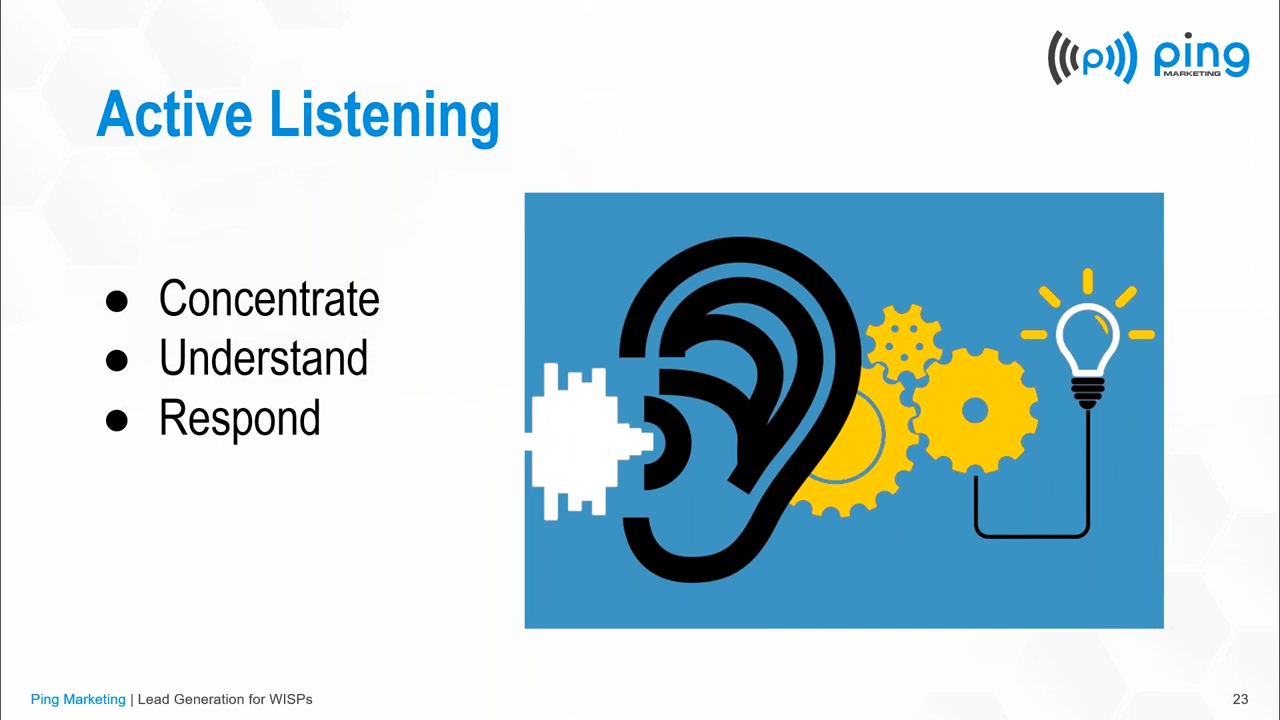 (p) ping
MARKETING
Active Listening
● Concentrate
● Understand
● Respond
Ping Marketing | Lead Generation for WISPs
23